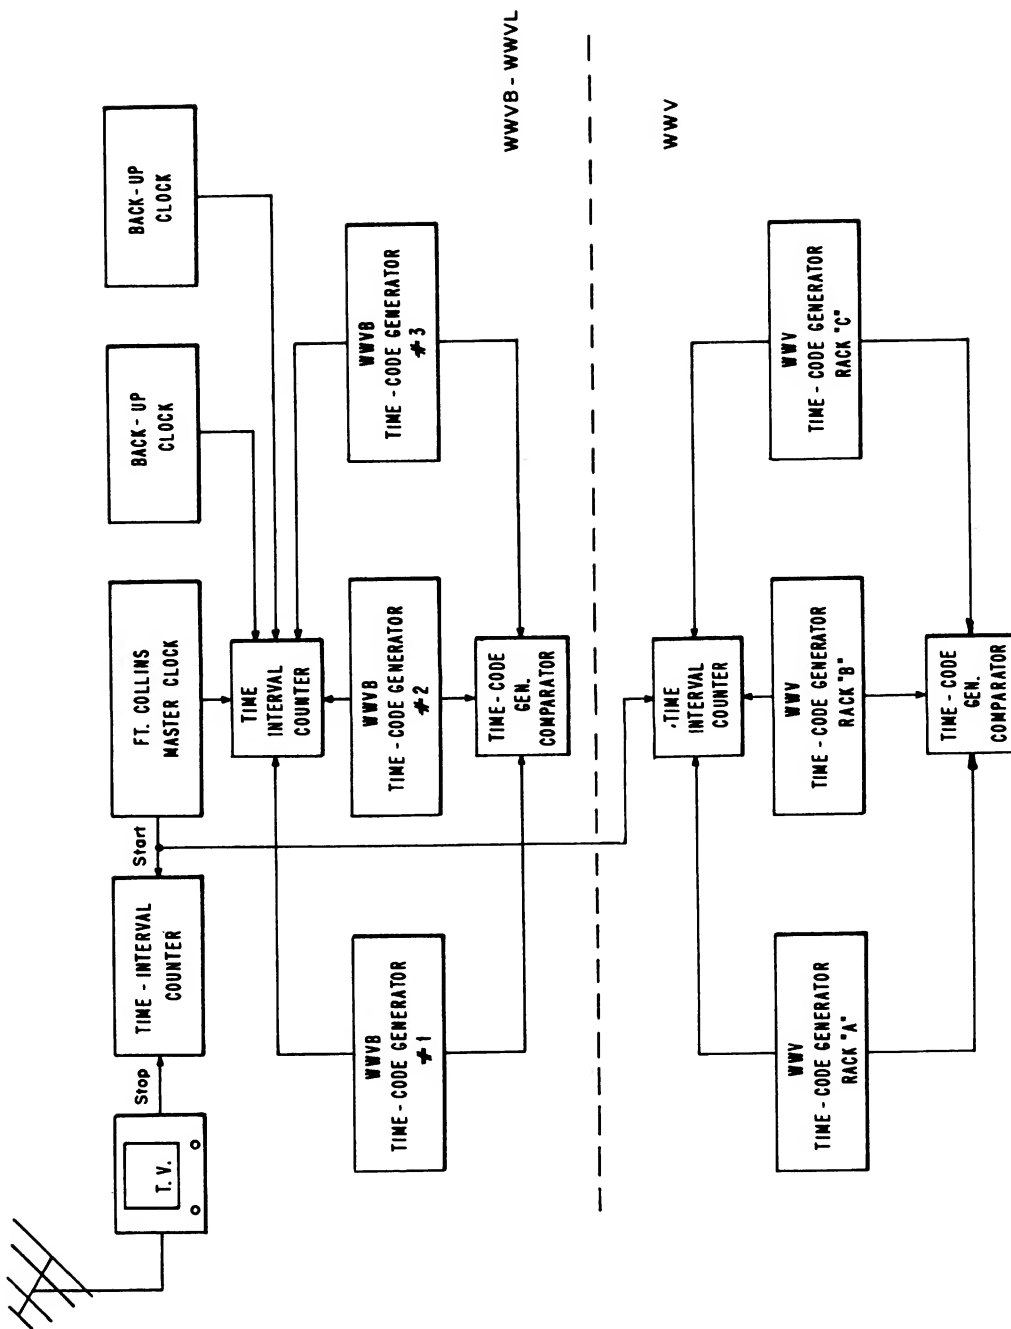 T. V.
Stop
TIME - INTERVAL
COUNTER
Start
FT. COLLINS
MASTER CLOCK
BACK - UP
CLOCK
BACK - UP
CLOCK
TIME
INTERVAL
COUNTER
WWVB
TIME - CODE GENERATOR
#1
WWVB
TIME - CODE GENERATOR
#2
WWVB
TIME - CODE GENERATOR
#3
TIME - CODE
GEN.
COMPARATOR
WWVB - WWVL
WWV
TIME
INTERVAL
COUNTER
WWV
TIME - CODE GENERATOR
RACK "A"
WWV
TIME - CODE GENERATOR
RACK "B"
WWV
TIME - CODE GENERATOR
RACK "C"
TIME - CODE
GEN.
COMPARATOR